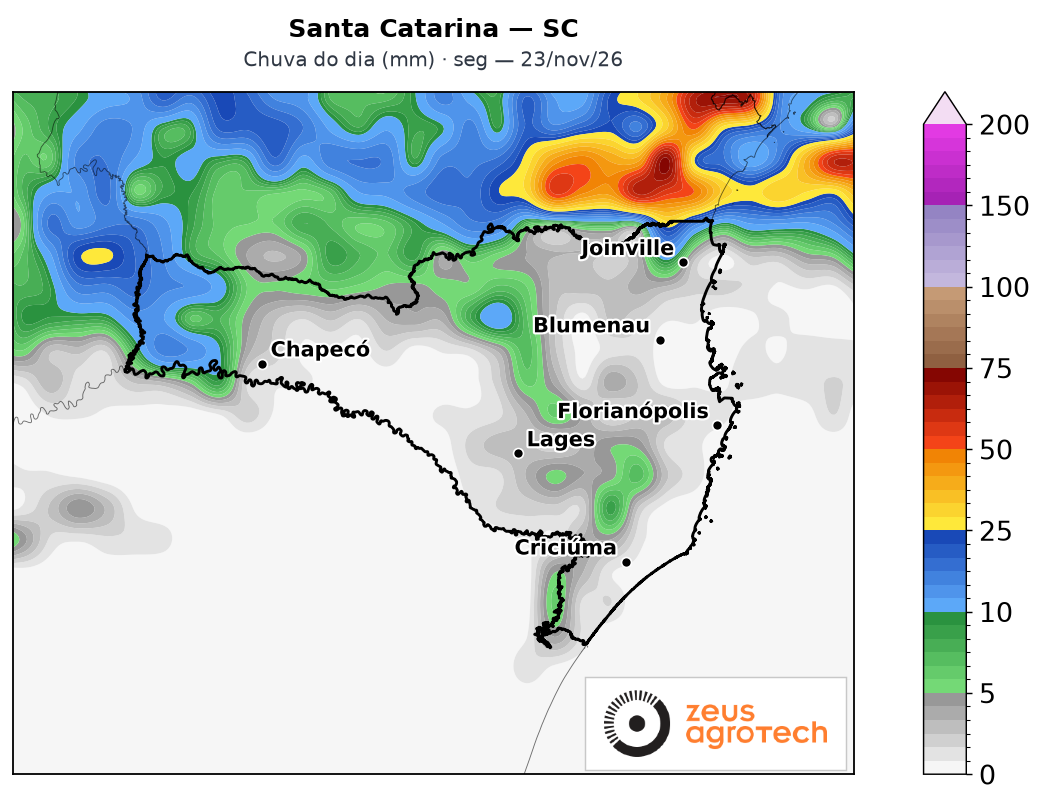 Santa Catarina — SC
Chuva do dia (mm) · seg — 23/nov/26
200
150
100
75
50
25
10
5
0
Joinville
Blumenau
Chapecó
Florianópolis
Lages
Criciúma
zeus
agrotech